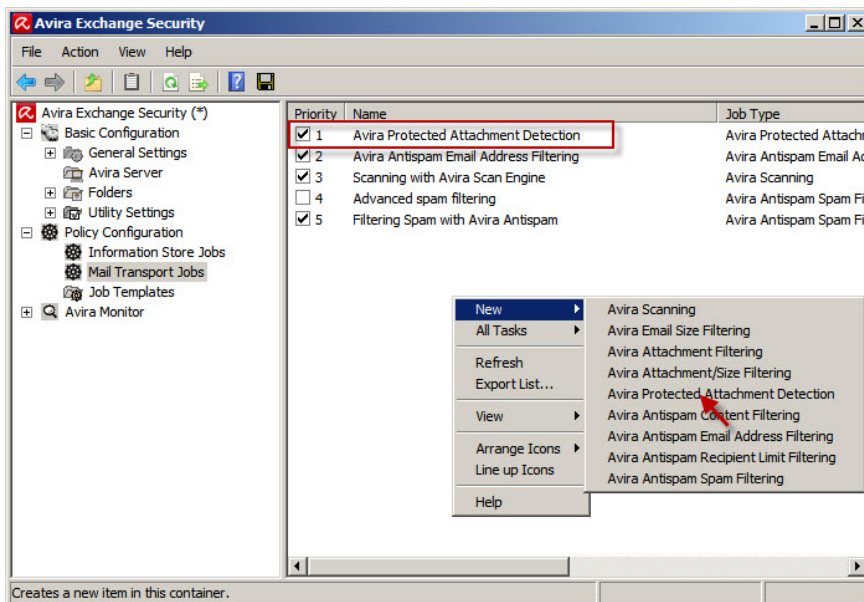 Avira Exchange Security
File Action View Help
Avira Exchange Security (*)
Basic Configuration
General Settings
Avira Server
Folders
Utility Settings
Policy Configuration
Information Store Jobs
Mail Transport Jobs
Job Templates
Avira Monitor
Priority Name Job Type
1 Avira Protected Attachment Detection Avira Protected Attachm
2 Avira Antispam Email Address Filtering Avira Antispam Email Ad
3 Scanning with Avira Scan Engine Avira Scanning
4 Advanced spam filtering Avira Antispam Spam Fi
5 Filtering Spam with Avira Antispam Avira Antispam Spam Fi
New
All Tasks
Refresh
Export List...
View
Arrange Icons
Line up Icons
Help
Avira Scanning
Avira Email Size Filtering
Avira Attachment Filtering
Avira Attachment/Size Filtering
Avira Protected Attachment Detection
Avira Antispam Content Filtering
Avira Antispam Email Address Filtering
Avira Antispam Recipient Limit Filtering
Avira Antispam Spam Filtering
Creates a new item in this container.